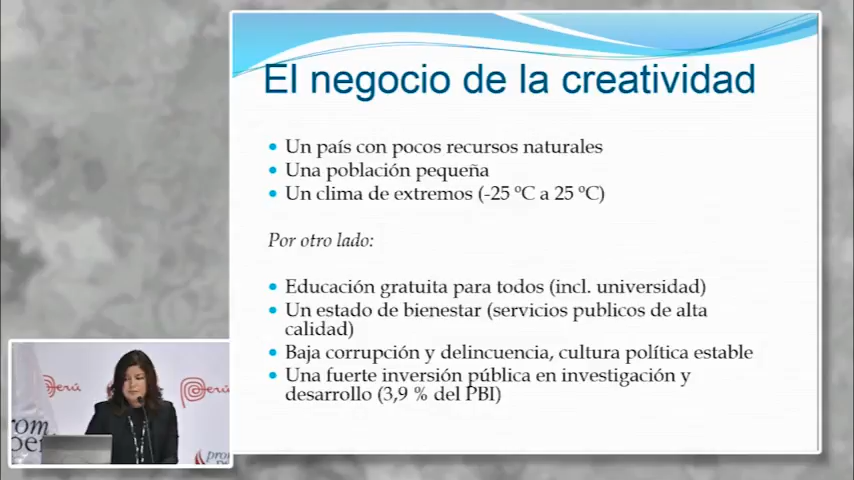 El negocio de la creatividad
• Un país con pocos recursos naturales
• Una población pequeña
• Un clima de extremos (-25 ºC a 25 ºC)
Por otro lado:
• Educación gratuita para todos (incl. universidad)
• Un estado de bienestar (servicios publicos de alta
calidad)
• Baja corrupción y delincuencia, cultura política estable
• Una fuerte inversión pública en investigación y
desarrollo (3,9 % del PBI)
Perú
Perú
prom